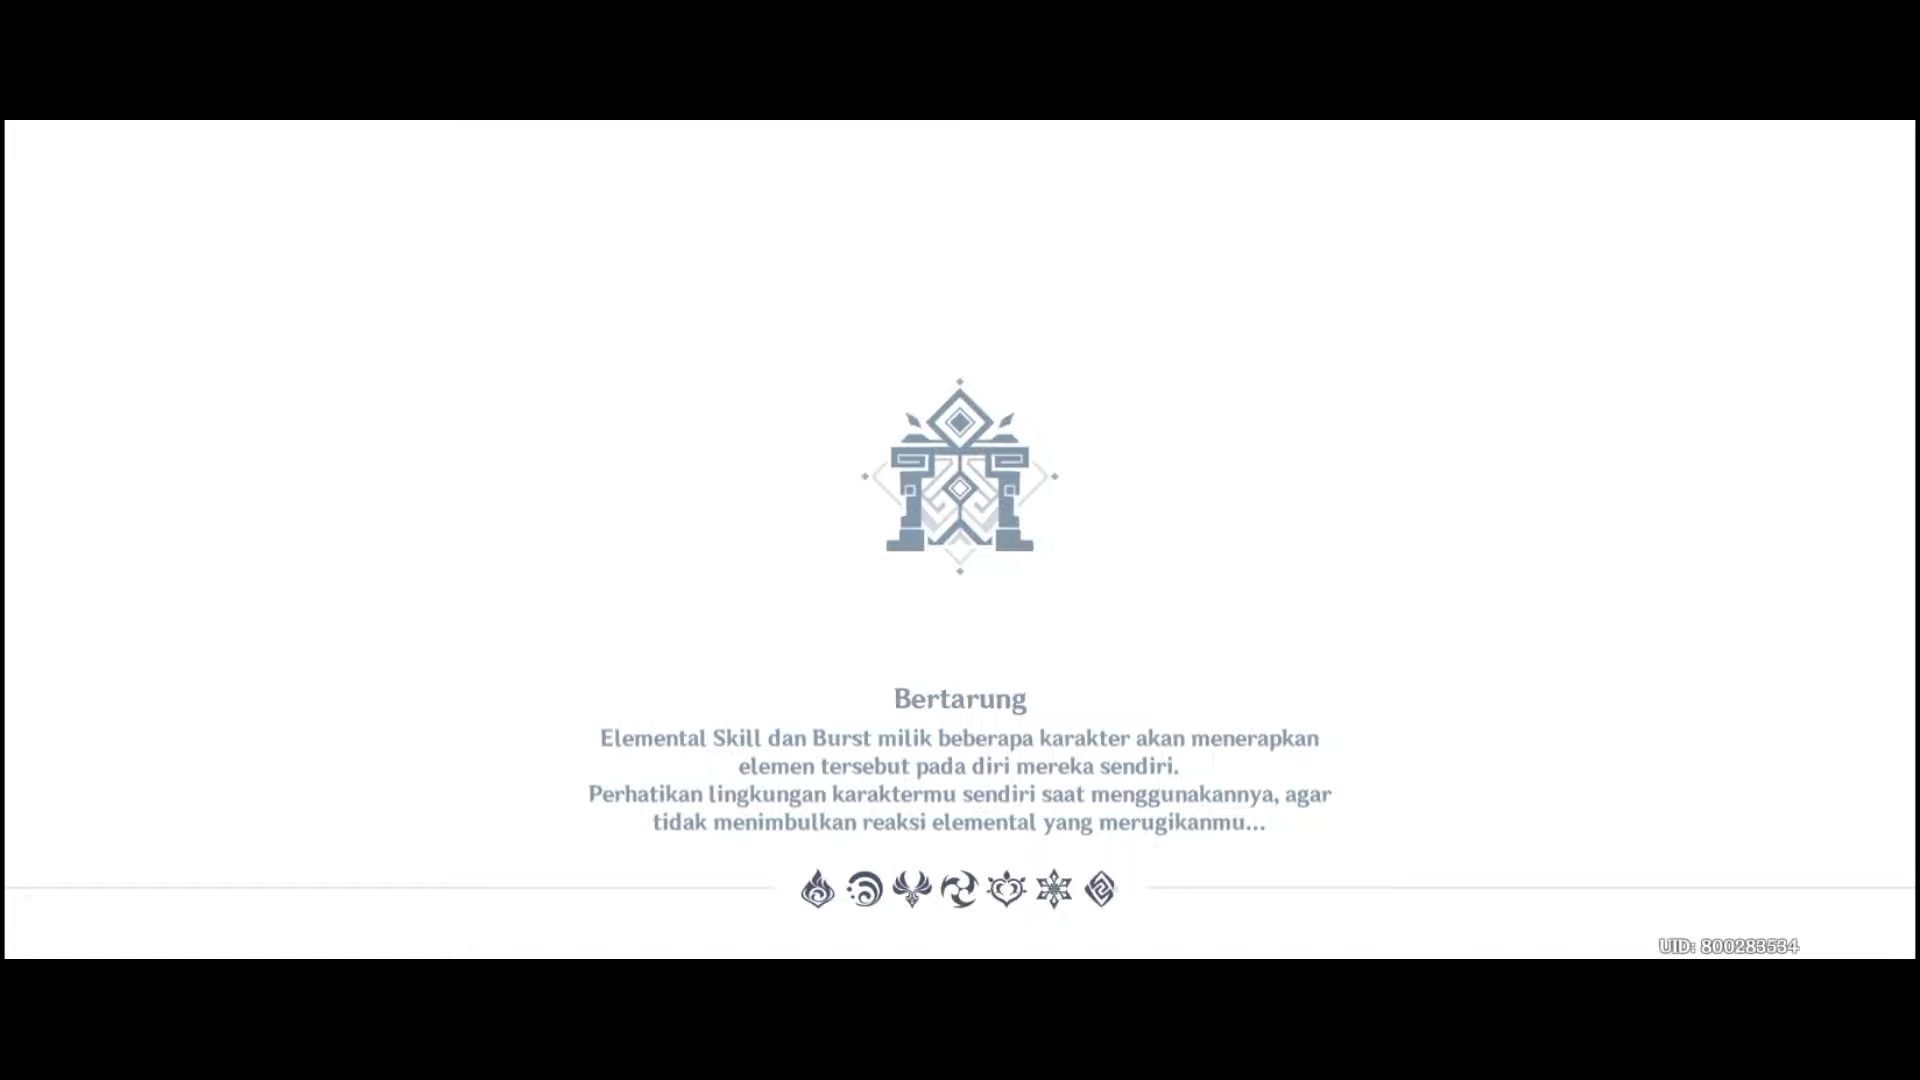 Bertarung
Elemental Skill dan Burst milik beberapa karakter akan menerapkan
elemen tersebut pada diri mereka sendiri.
Perhatikan lingkungan karaktermu sendiri saat menggunakannya, agar
tidak menimbulkan reaksi elemental yang merugikanmu...
UID: 800283534